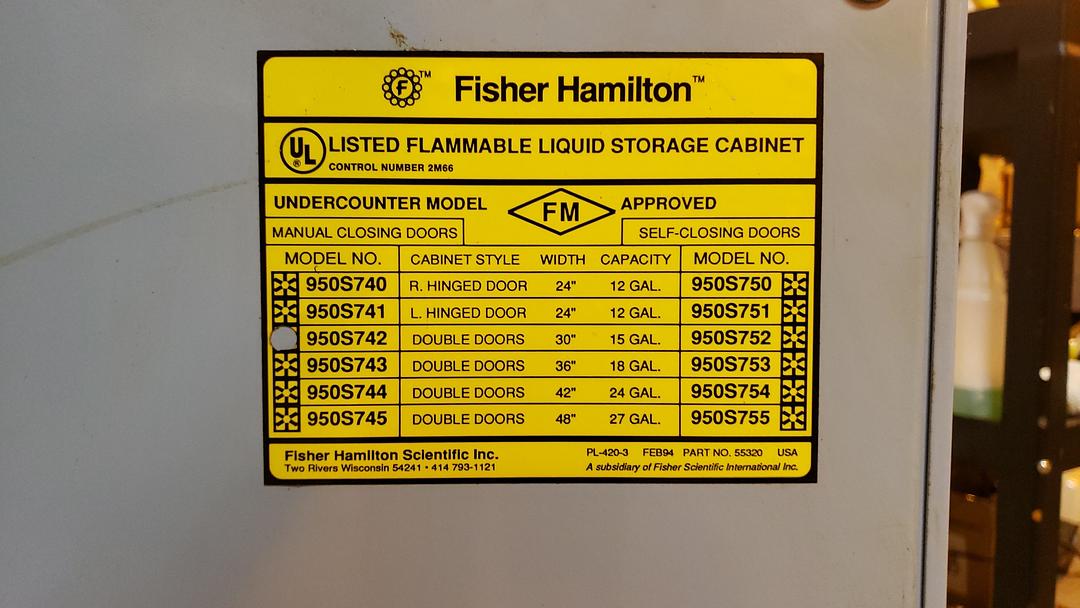 F™ Fisher Hamilton™
UL® LISTED FLAMMABLE LIQUID STORAGE CABINET
CONTROL NUMBER 2M66
UNDERCOUNTER MODEL FM APPROVED
MANUAL CLOSING DOORS SELF-CLOSING DOORS
MODEL NO. CABINET STYLE WIDTH CAPACITY MODEL NO.
950S740 R. HINGED DOOR 24" 12 GAL. 950S750
950S741 L. HINGED DOOR 24" 12 GAL. 950S751
950S742 DOUBLE DOORS 30" 15 GAL. 950S752
950S743 DOUBLE DOORS 36" 18 GAL. 950S753
950S744 DOUBLE DOORS 42" 24 GAL. 950S754
950S745 DOUBLE DOORS 48" 27 GAL. 950S755
Fisher Hamilton Scientific Inc. PL-420-3 FEB94 PART NO. 55320 USA
Two Rivers Wisconsin 54241 • 414 793-1121 A subsidiary of Fisher Scientific International Inc.